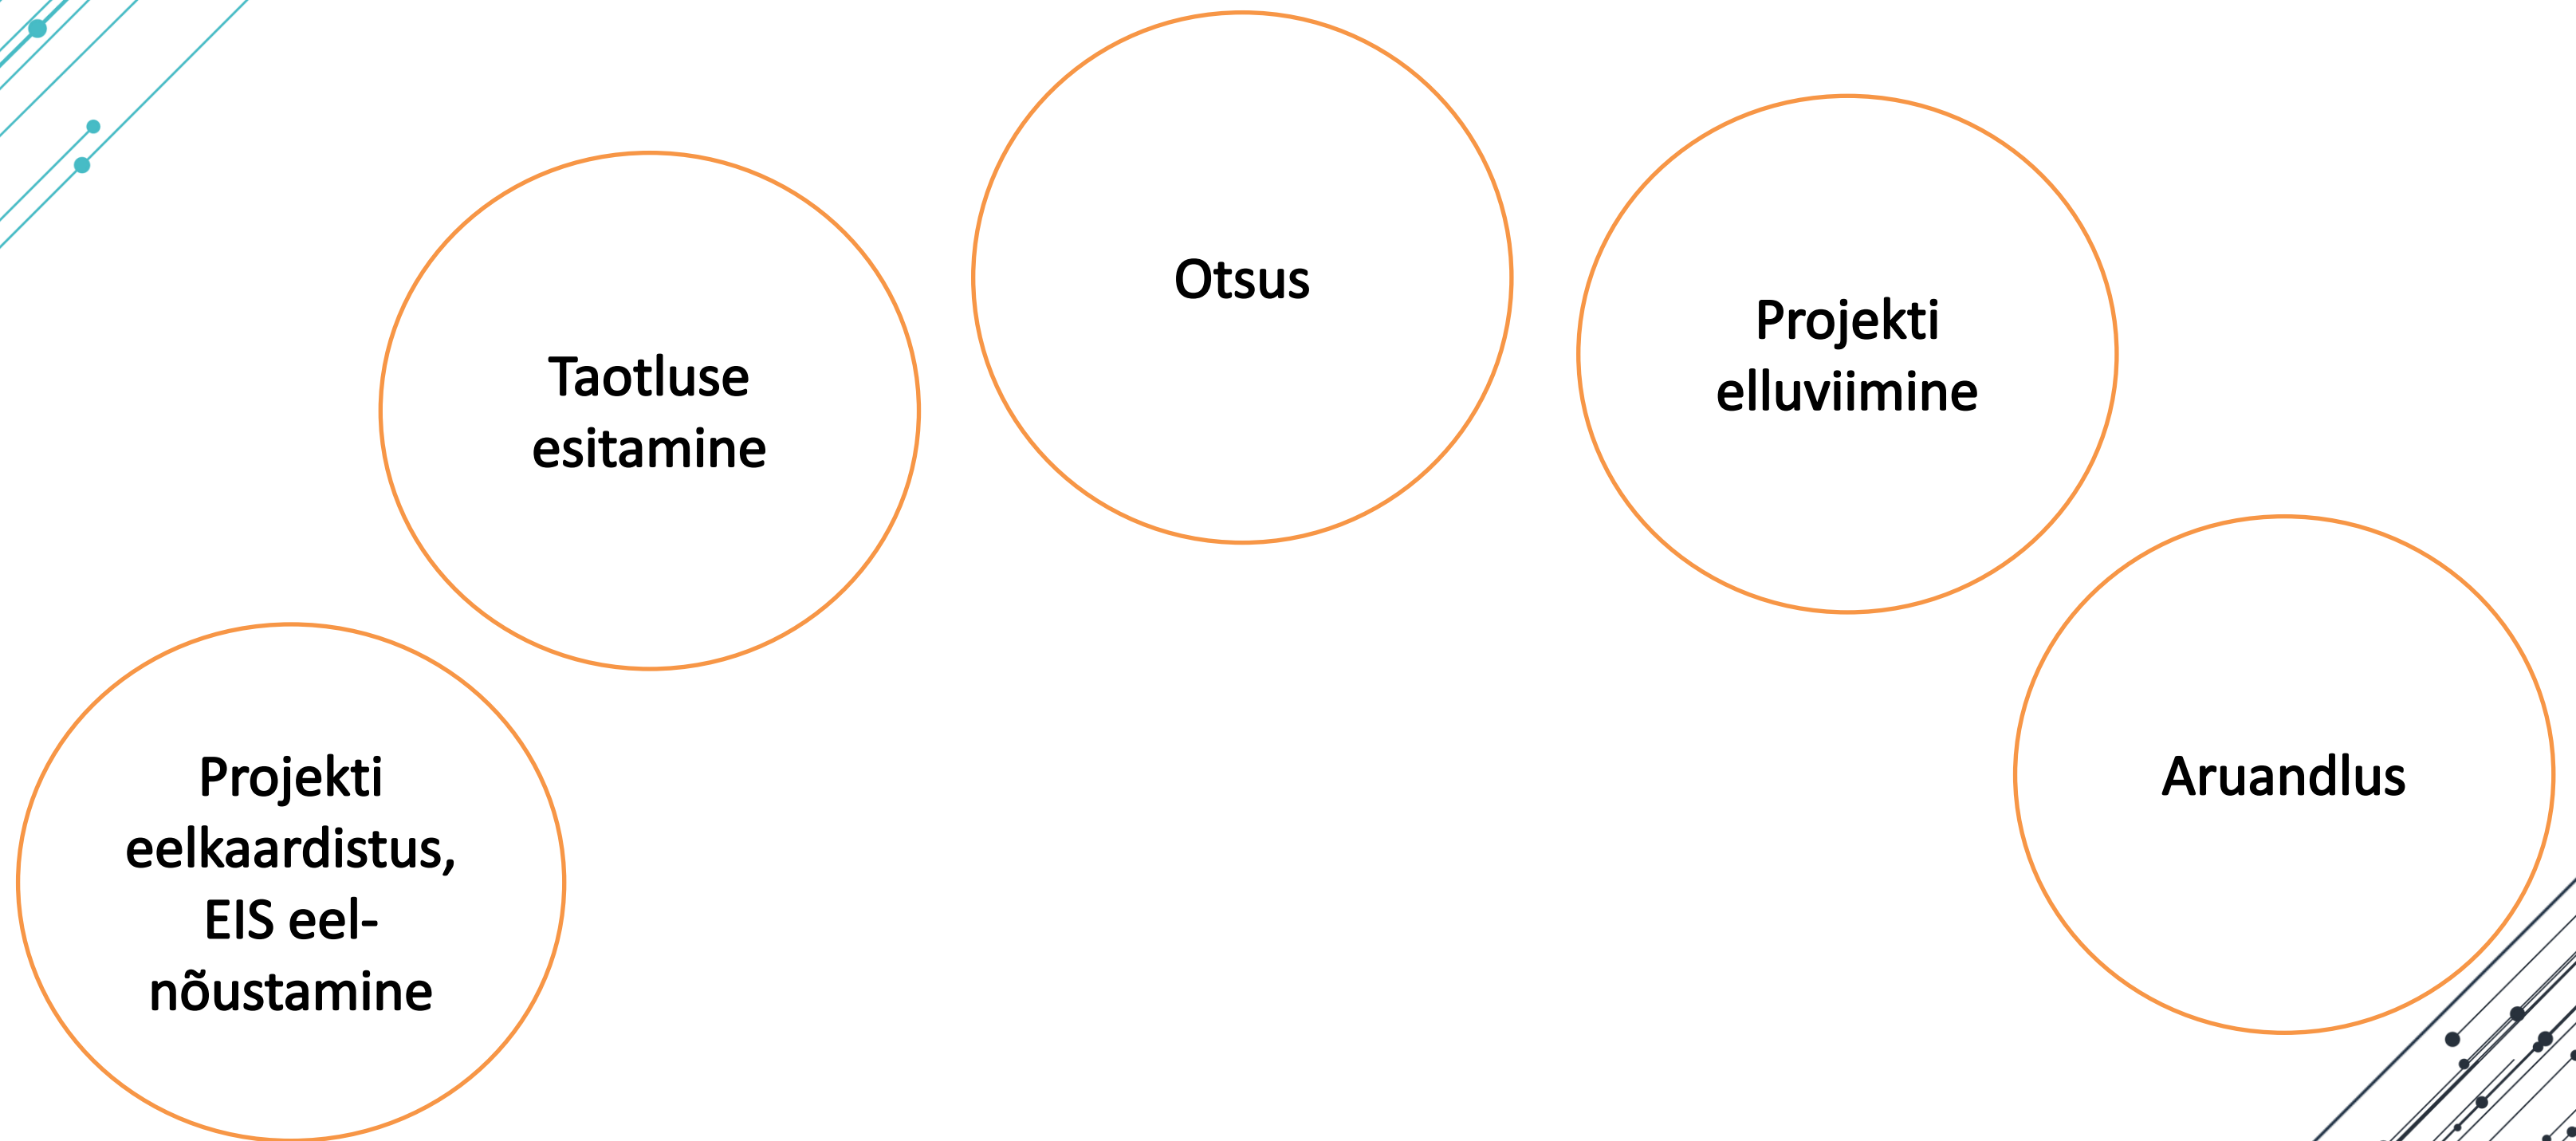 Projekti
eelkaardistus,
EIS eel-
nõustamine
Taotluse
esitamine
Otsus
Projekti
elluviimine
Aruandlus